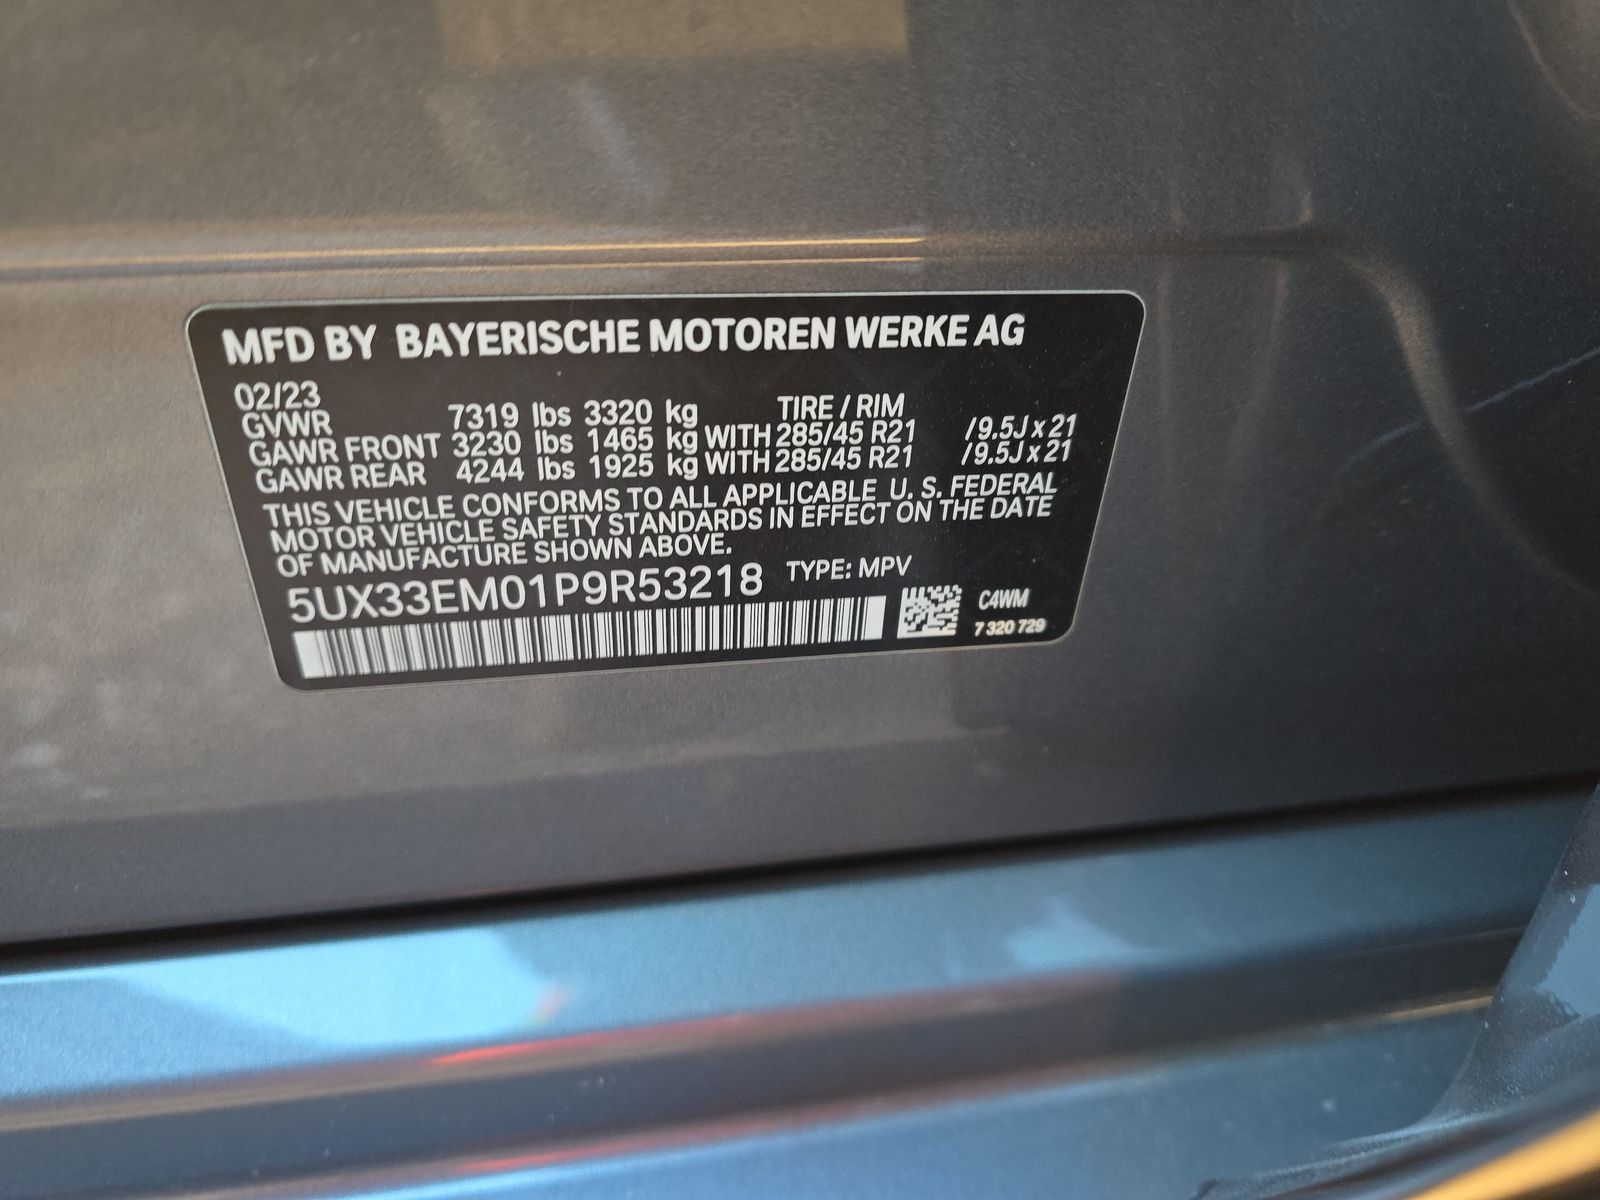 MFD BY BAYERISCHE MOTOREN WERKE AG
02/23
GVWR 7319 lbs 3320 kg TIRE / RIM
GAWR FRONT 3230 lbs 1465 kg WITH 285/45 R21 /9.5J x 21
GAWR REAR 4244 lbs 1925 kg WITH 285/45 R21 /9.5J x 21
THIS VEHICLE CONFORMS TO ALL APPLICABLE U. S. FEDERAL
MOTOR VEHICLE SAFETY STANDARDS IN EFFECT ON THE DATE
OF MANUFACTURE SHOWN ABOVE.
5UX33EM01P9R53218 TYPE: MPV
C4WM
7 320 729